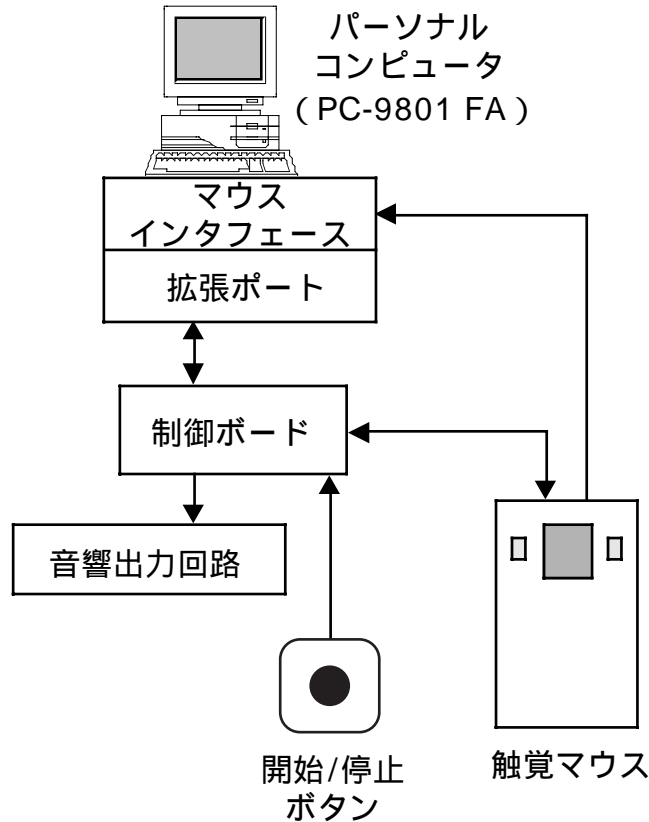 パーソナル
コンピュータ
（PC-9801 FA）
マウス
インタフェース
拡張ポート
制御ボード
音響出力回路
開始/停止
ボタン
触覚マウス